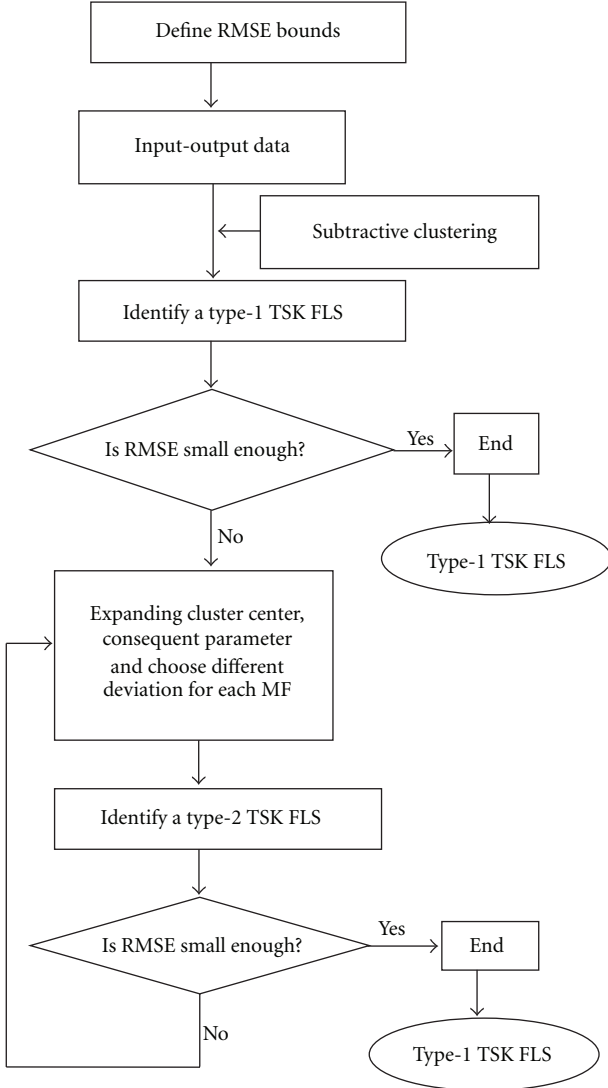 Define RMSE bounds
Input-output data
Subtractive clustering
Identify a type-1 TSK FLS
Is RMSE small enough?
Yes
End
No
Type-1 TSK FLS
Expanding cluster center,
consequent parameter
and choose different
deviation for each MF
Identify a type-2 TSK FLS
Is RMSE small enough?
Yes
End
No
Type-1 TSK FLS